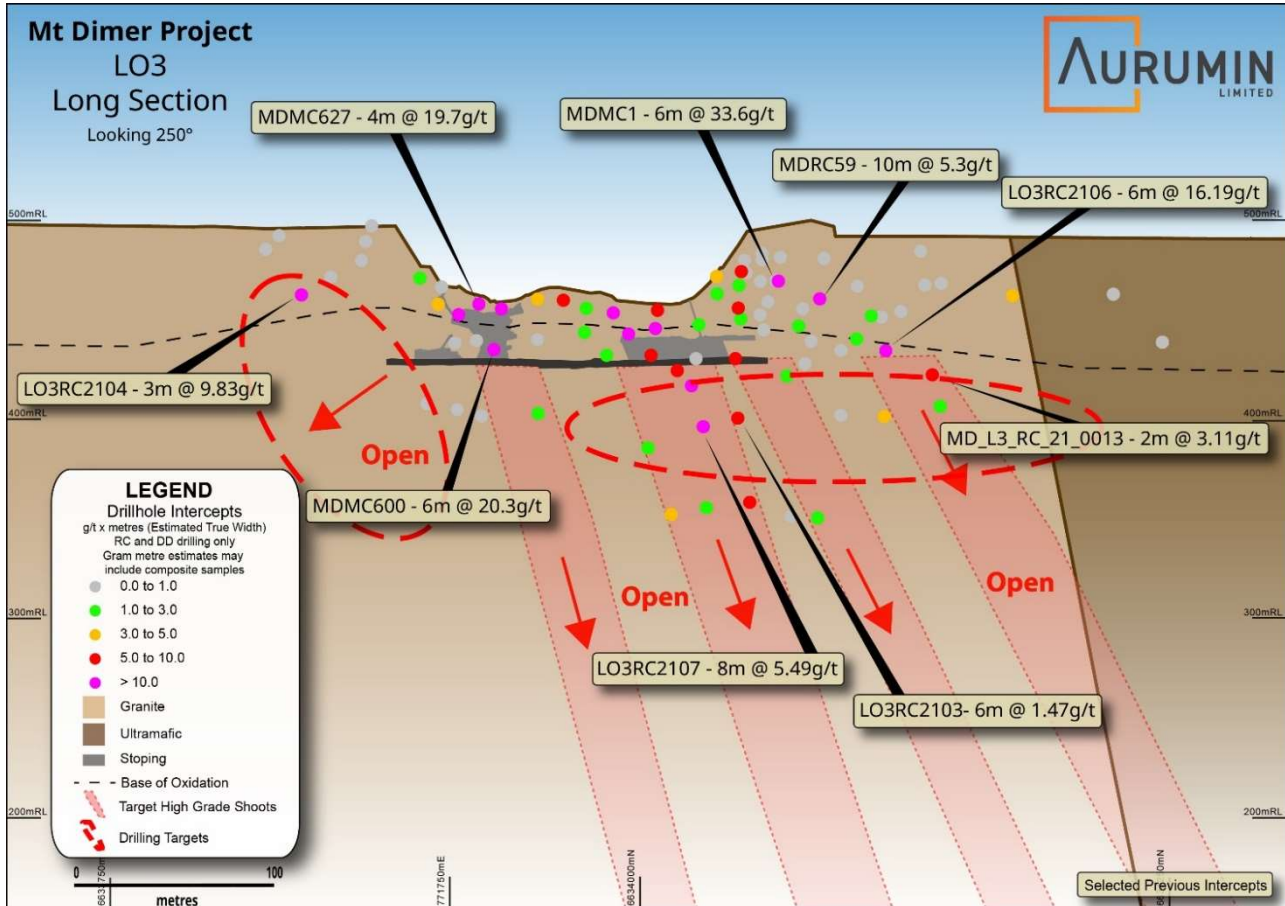 Mt Dimer Project
LO3
Long Section
Looking 250°
AURUMIN
LIMITED
MDMC627 - 4m @ 19.7g/t
MDMC1 - 6m @ 33.6g/t
MDRC59 - 10m @ 5.3g/t
LO3RC2106 - 6m @ 16.19g/t
500mRL
500mRL
LO3RC2104 - 3m @ 9.83g/t
400mRL
400mRL
MD_L3_RC_21_0013 - 2m @ 3.11g/t
Open
MDMC600 - 6m @ 20.3g/t
LEGEND
Drillhole Intercepts
g/t x metres (Estimated True Width)
RC and DD drilling only
Gram metre estimates may
include composite samples
0.0 to 1.0
1.0 to 3.0
3.0 to 5.0
5.0 to 10.0
> 10.0
Granite
Ultramafic
Stoping
Base of Oxidation
Target High Grade Shoots
Drilling Targets
Open
Open
300mRL
300mRL
LO3RC2107 - 8m @ 5.49g/t
LO3RC2103- 6m @ 1.47g/t
200mRL
200mRL
0 100
metres
6633750mN
771750mE
6634000mN
Selected Previous Intercepts